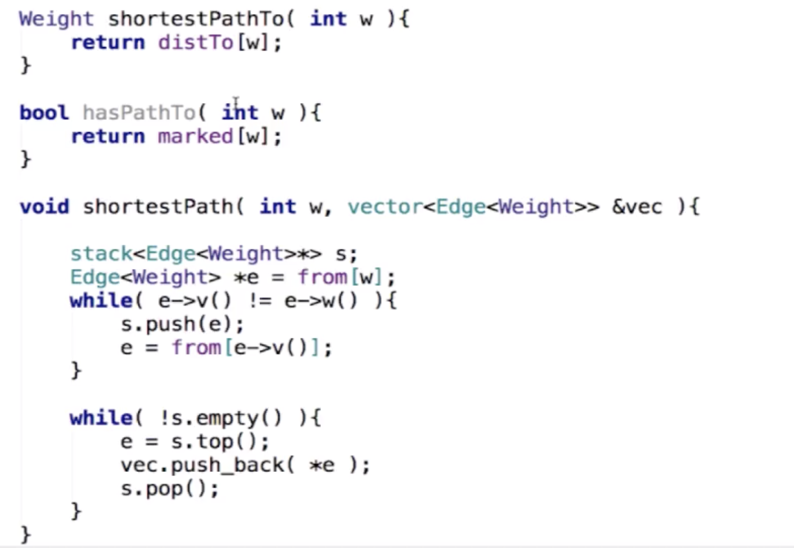 Weight shortestPathTo( int w ){
    return distTo[w];
}

bool hasPathTo( int w ){
    return marked[w];
}

void shortestPath( int w, vector<Edge<Weight>> &vec ){

    stack<Edge<Weight>*> s;
    Edge<Weight> *e = from[w];
    while( e->v() != e->w() ){
        s.push(e);
        e = from[e->v()];
    }

    while( !s.empty() ){
        e = s.top();
        vec.push_back( *e );
        s.pop();
    }
}